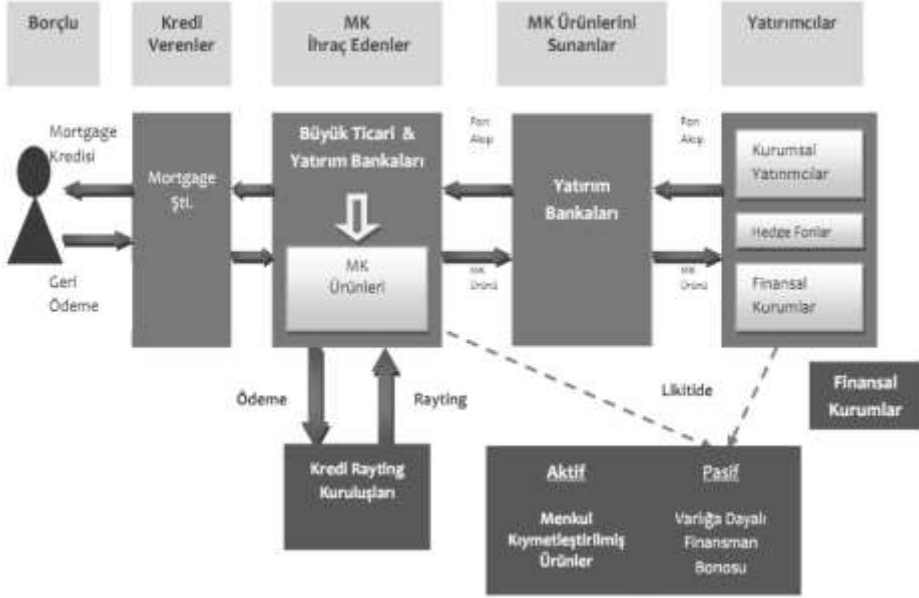 Borçlu
Kredi
Verenler
MK
İhraç Edenler
MK Ürünlerini
Sunanlar
Yatırımcılar
Mortgage
Kredisi
Geri
Ödeme
Mortgage
Şti.
Büyük Ticari &
Yatırım Bankaları
MK
Ürünleri
Fon
Akışı
MK
Ürünü
Yatırım
Bankaları
Fon
Akışı
MK
Ürünü
Kurumsal
Yatırımcılar
Hedge Fonlar
Finansal
Kurumlar
Ödeme
Rayting
Likitide
Finansal
Kurumlar
Kredi Rayting
Kuruluşları
Aktif
Menkul
Kıymetleştirilmiş
Ürünler
Pasif
Varlığa Dayalı
Finansman
Bonosu